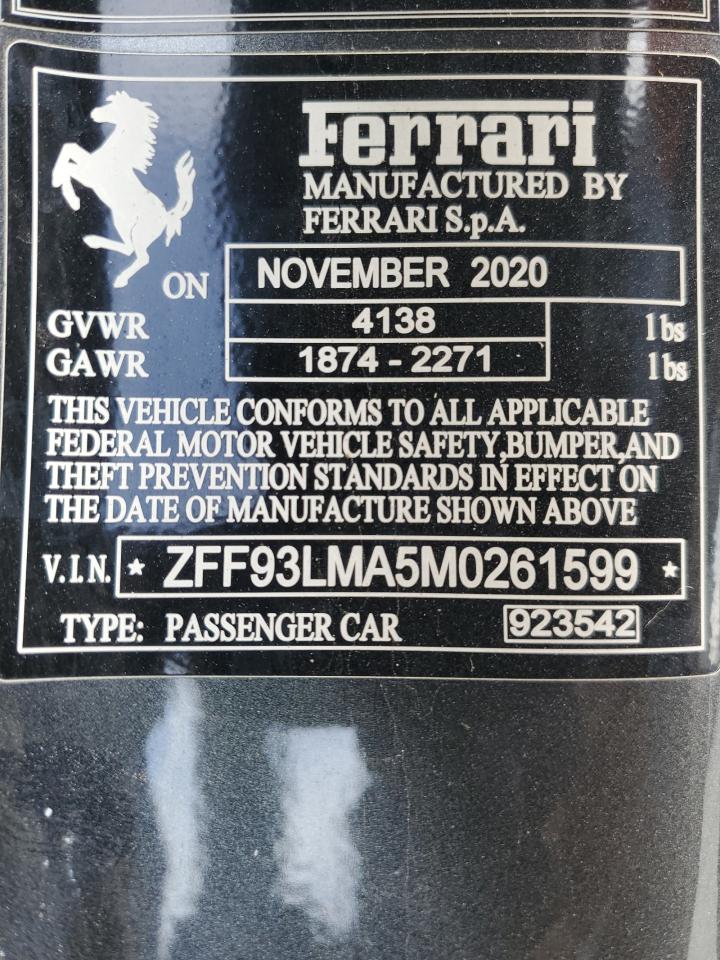 Ferrari
MANUFACTURED BY
FERRARI S.p.A.
ON NOVEMBER 2020
GVWR 4138 lbs
GAWR 1874 - 2271 lbs
THIS VEHICLE CONFORMS TO ALL APPLICABLE
FEDERAL MOTOR VEHICLE SAFETY,BUMPER,AND
THEFT PREVENTION STANDARDS IN EFFECT ON
THE DATE OF MANUFACTURE SHOWN ABOVE
V.I.N. * ZFF93LMA5M0261599 *
TYPE: PASSENGER CAR 923542